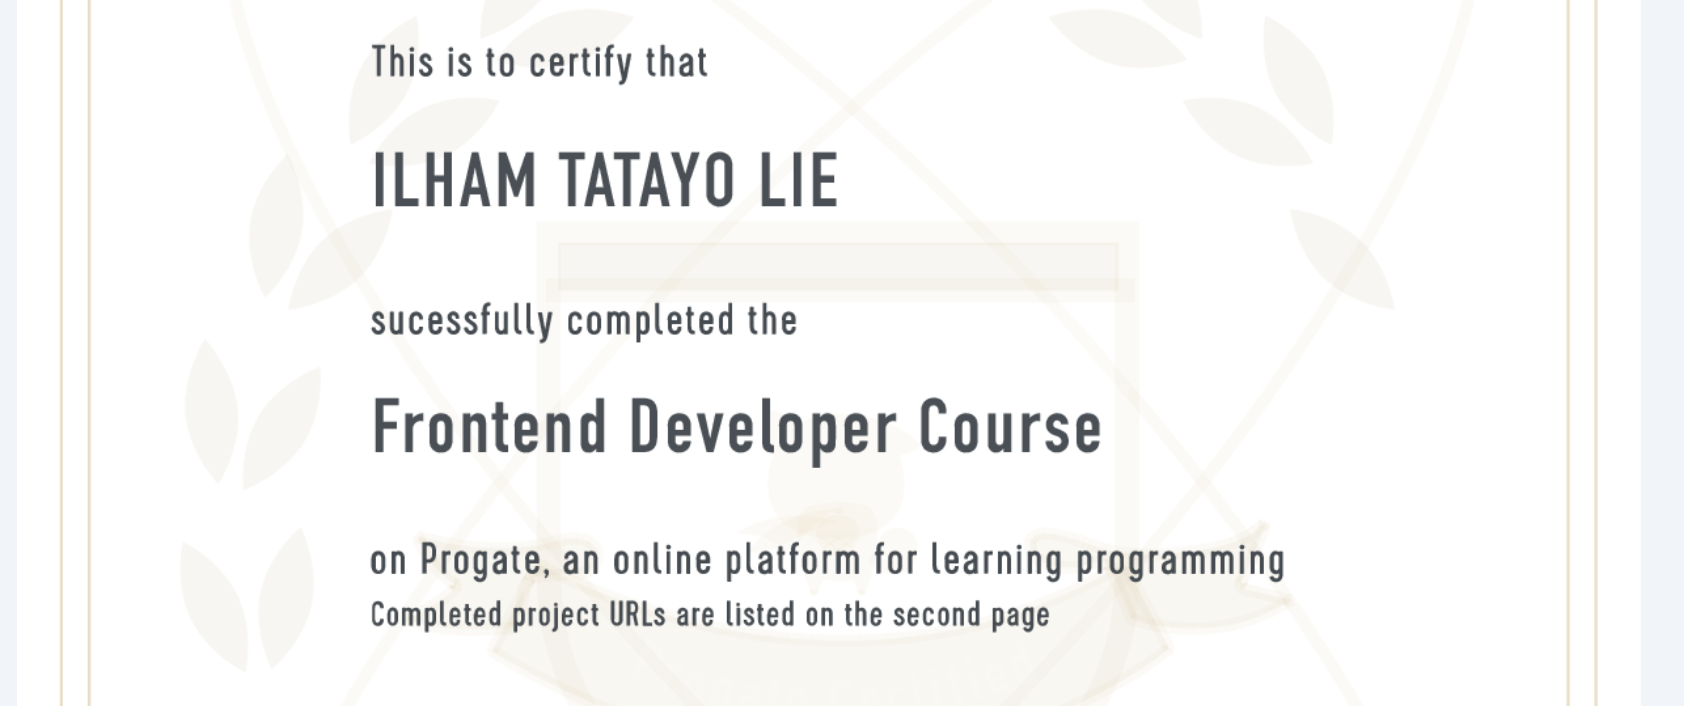 This is to certify that
ILHAM TATAYO LIE
sucessfully completed the
Frontend Developer Course
on Progate, an online platform for learning programming
Completed project URLs are listed on the second page